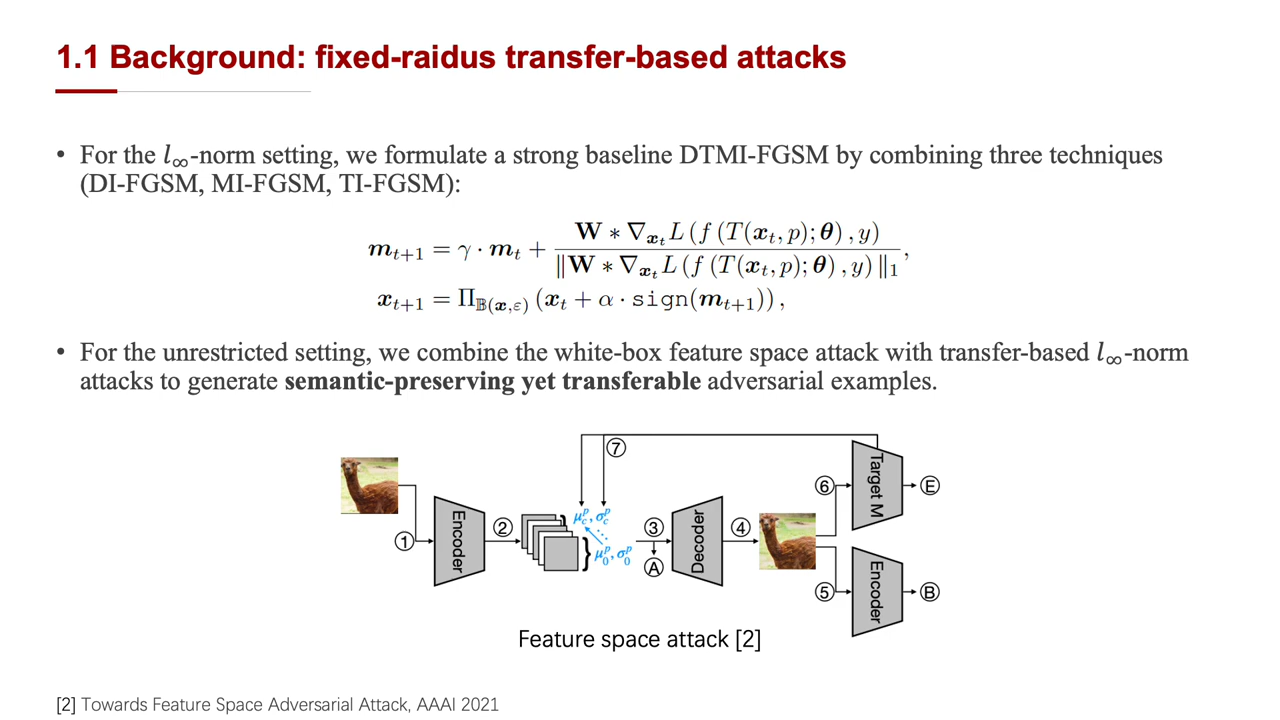 1.1 Background: fixed-raidus transfer-based attacks
• For the l∞-norm setting, we formulate a strong baseline DTMI-FGSM by combining three techniques
(DI-FGSM, MI-FGSM, TI-FGSM):
m_{t+1} = γ · m_t + \frac{W * ∇_{x_t} L (f (T(x_t, p); θ) , y)}{‖W * ∇_{x_t} L (f (T(x_t, p); θ) , y) ‖_1},
x_{t+1} = Π_{𝔹(x,ε)} (x_t + α · sign(m_{t+1})) ,
• For the unrestricted setting, we combine the white-box feature space attack with transfer-based l∞-norm
attacks to generate semantic-preserving yet transferable adversarial examples.
⑦
① Encoder ②
μ_c^p, σ_c^p
⋰
μ_0^p, σ_0^p
③
Ⓐ
Decoder ④
⑥ Target M Ⓔ
⑤ Encoder Ⓑ
Feature space attack [2]
[2] Towards Feature Space Adversarial Attack, AAAI 2021